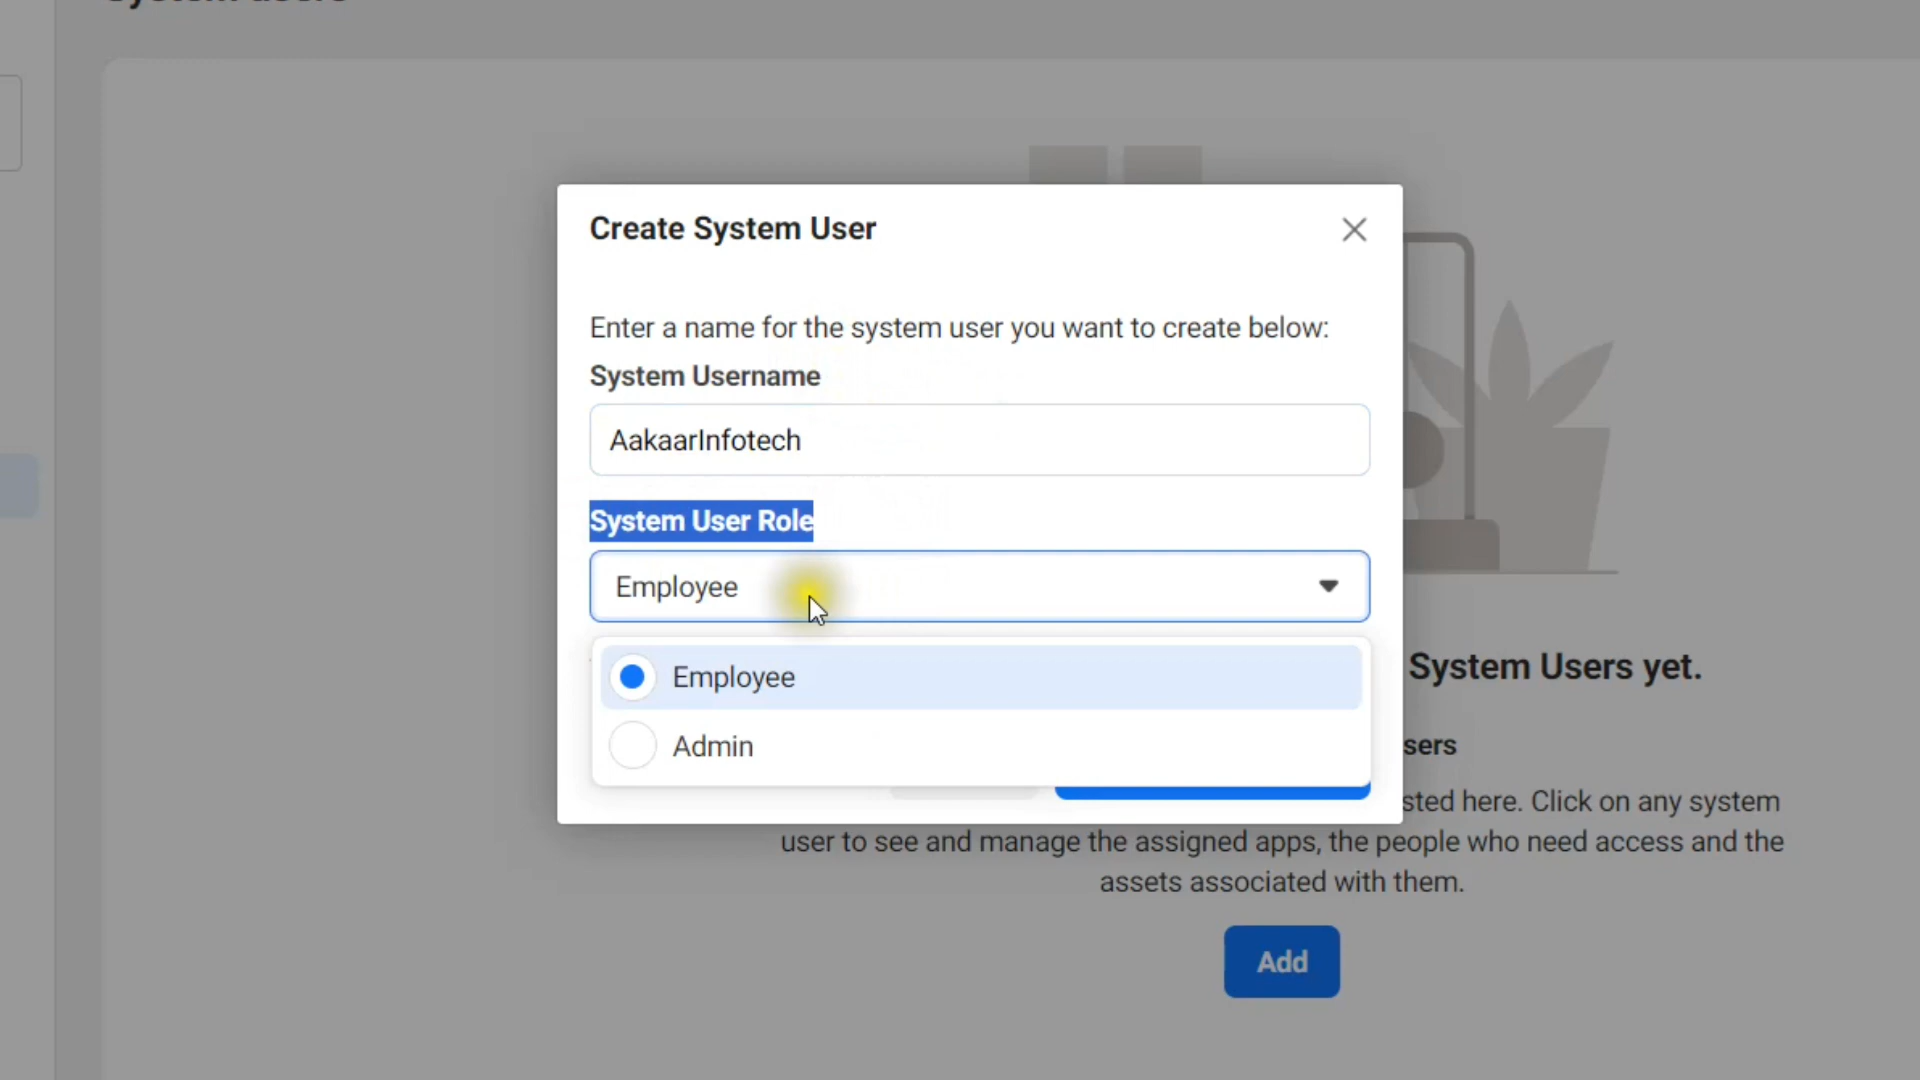 Create System User
Enter a name for the system user you want to create below:
System Username
AakaarInfotech
System User Role
Employee
Employee
Admin
System Users yet.
sers
sted here. Click on any system
user to see and manage the assigned apps, the people who need access and the
assets associated with them.
Add